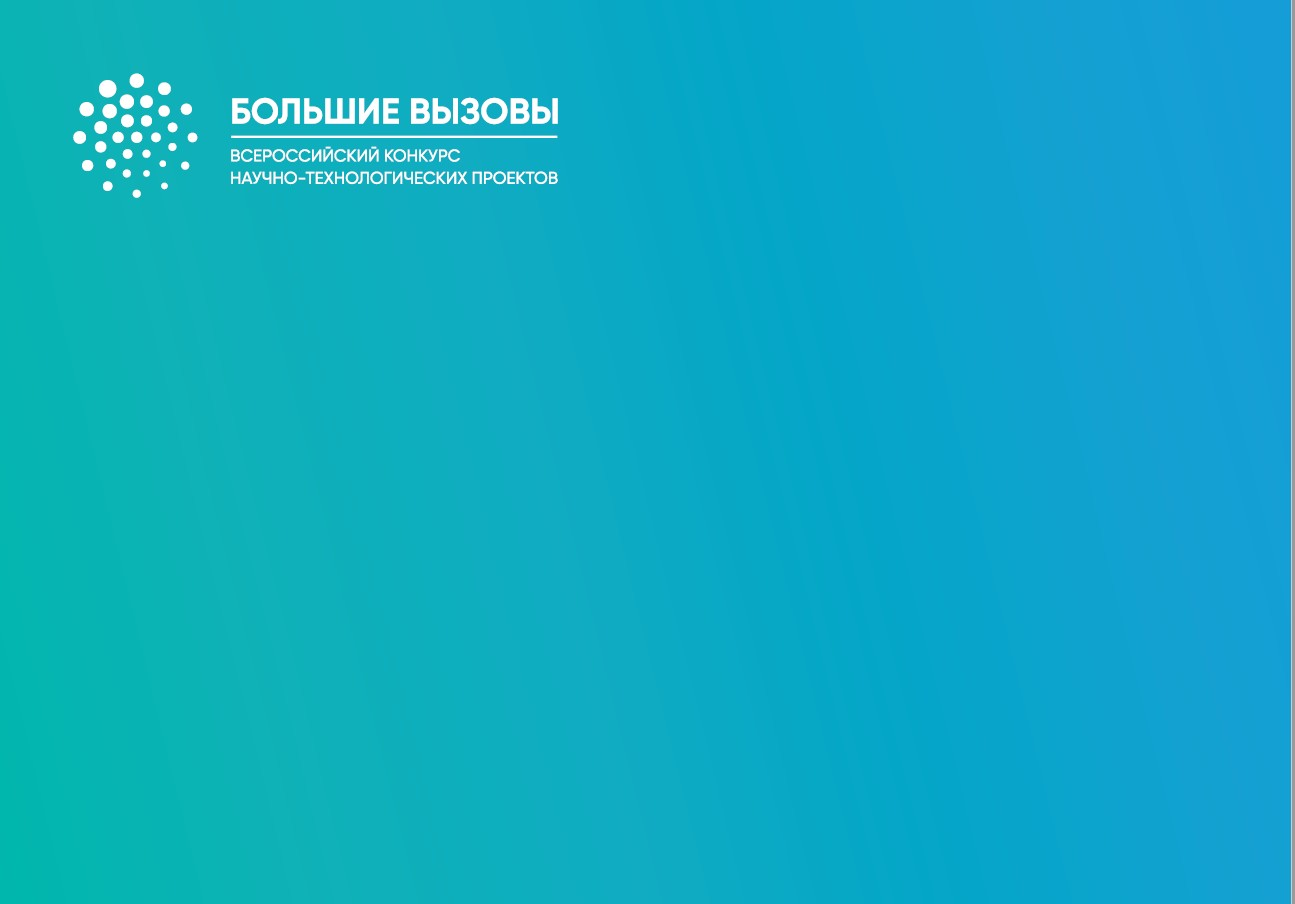 БОЛЬШИЕ ВЫЗОВЫ
ВСЕРОССИЙСКИЙ КОНКУРС
НАУЧНО-ТЕХНОЛОГИЧЕСКИХ ПРОЕКТОВ